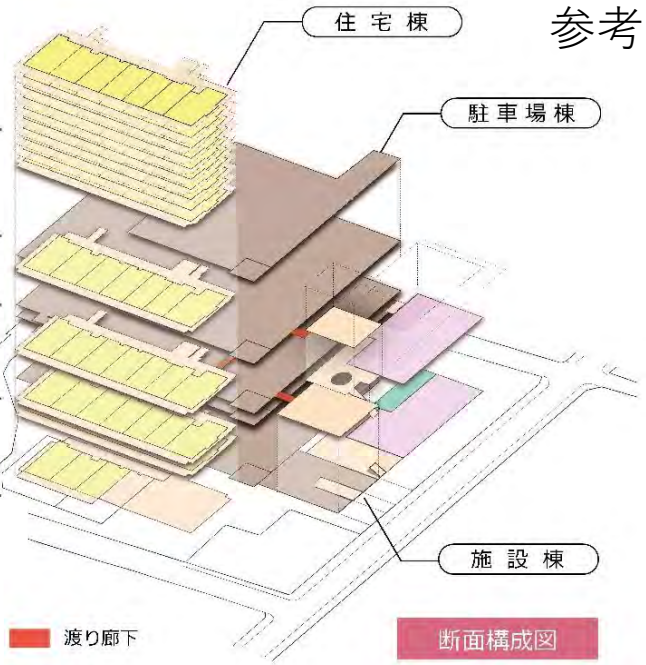 参考
住宅棟
駐車場棟
施設棟
渡り廊下
断面構成図